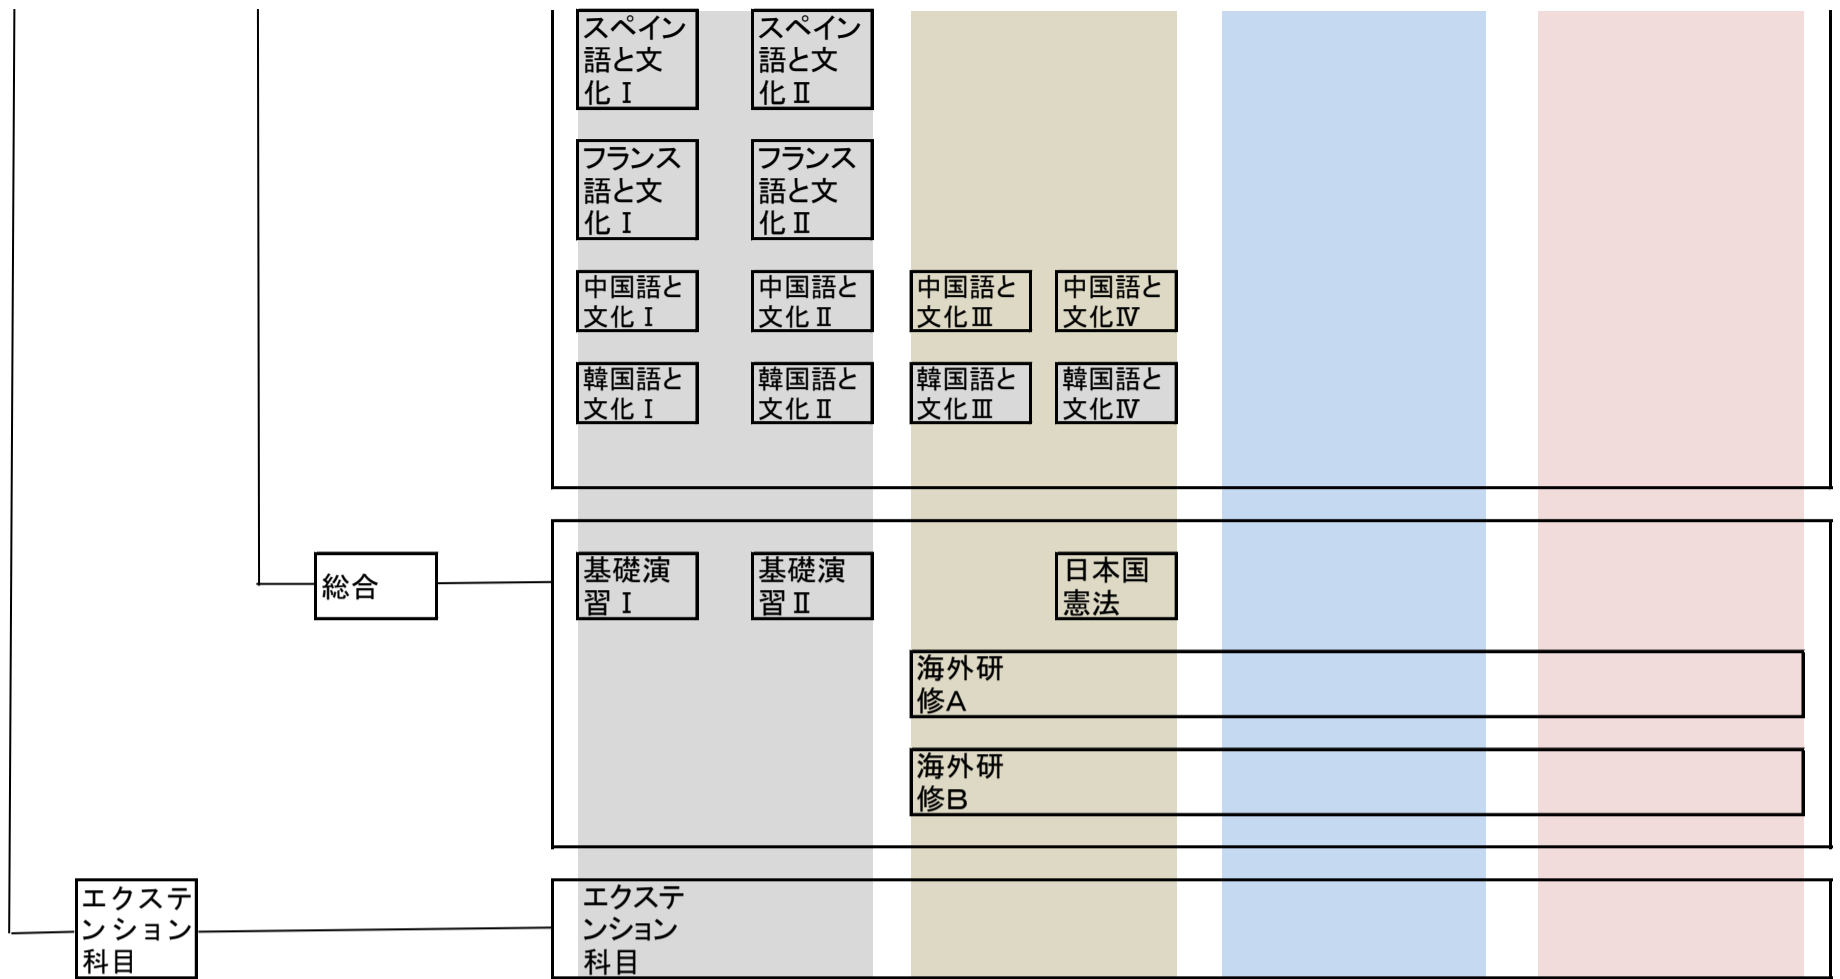 スペイン
語と文
化Ⅰ
スペイン
語と文
化Ⅱ
フランス
語と文
化Ⅰ
フランス
語と文
化Ⅱ
中国語と
文化Ⅰ
中国語と
文化Ⅱ
中国語と
文化Ⅲ
中国語と
文化Ⅳ
韓国語と
文化Ⅰ
韓国語と
文化Ⅱ
韓国語と
文化Ⅲ
韓国語と
文化Ⅳ
総合
基礎演
習Ⅰ
基礎演
習Ⅱ
日本国
憲法
海外研
修A
海外研
修B
エクステ
ンション
科目
エクステ
ンション
科目